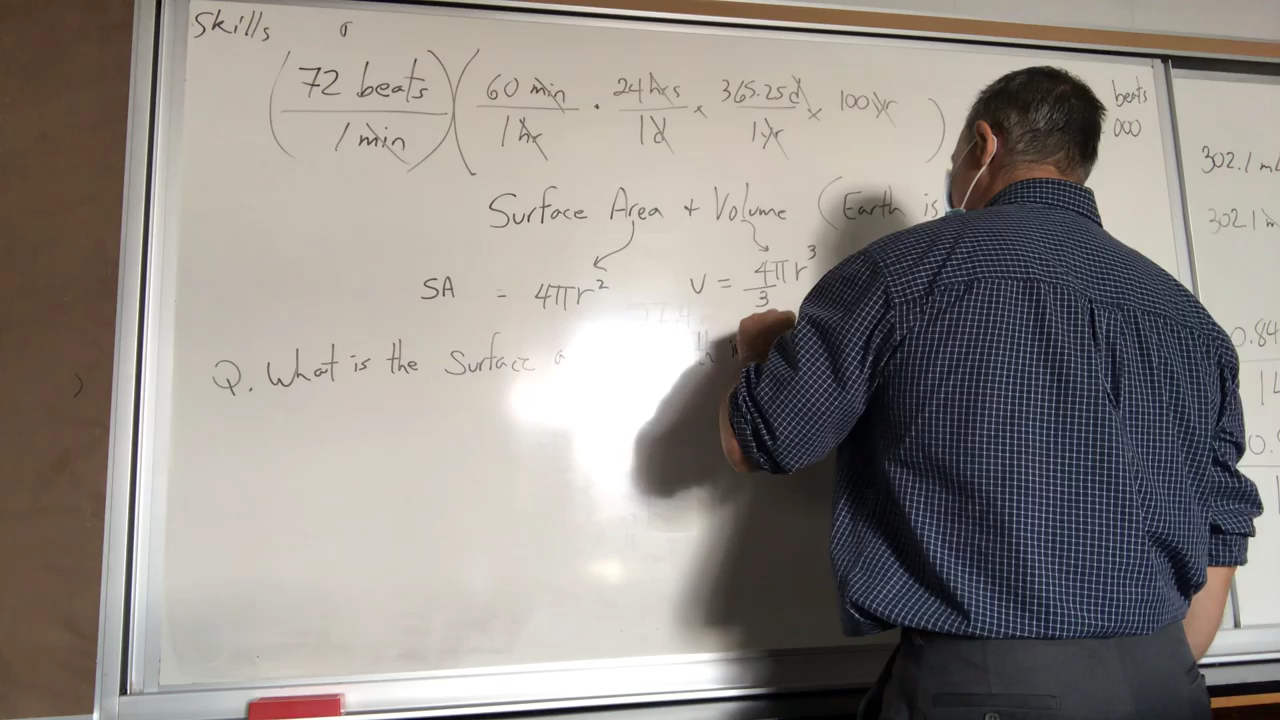 Skills
(72 beats / 1 min) (60 min / 1 hr · 24 hrs / 1 d × 365.25 d / 1 yr × 100 yr) beats
000
302.1 m
Surface Area + Volume (Earth is
302.1
SA = 4πr² V = 4πr³ / 3
Q. What is the Surface a
0.84
14
0.